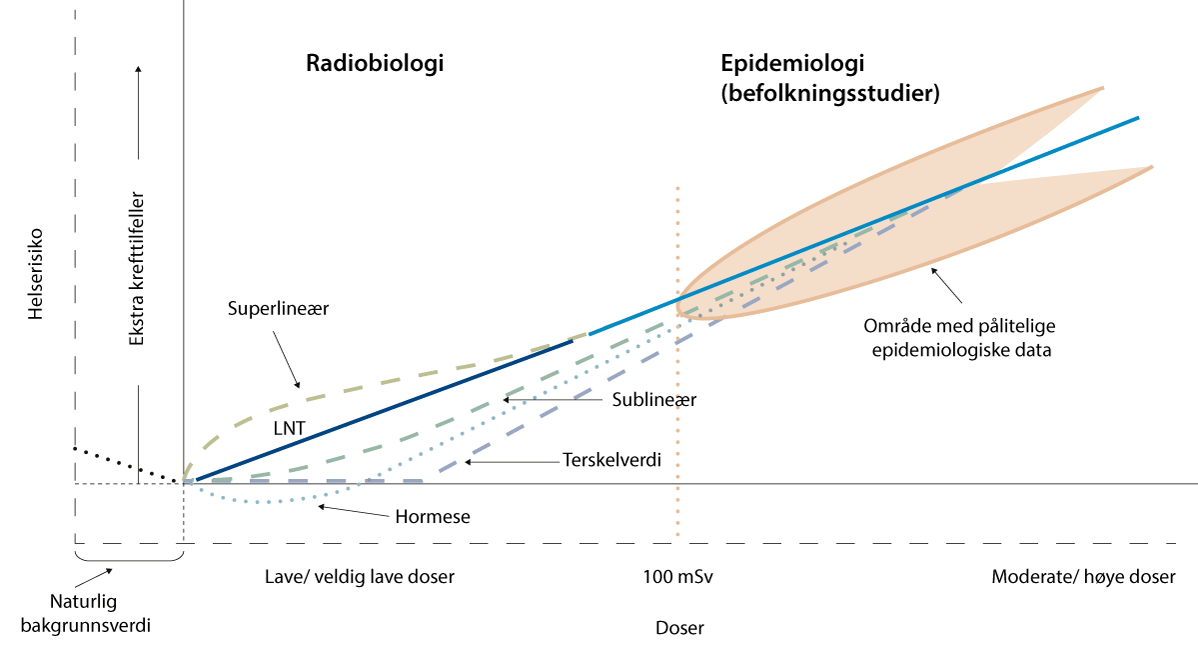 Radiobiologi
Epidemiologi
(befolkningsstudier)
Helserisiko
Ekstra krefttilfeller
Superlineær
LNT
Område med pålitelige
epidemiologiske data
Sublineær
Terskelverdi
Hormese
Naturlig
bakgrunnsverdi
Lave/ veldig lave doser
100 mSv
Moderate/ høye doser
Doser